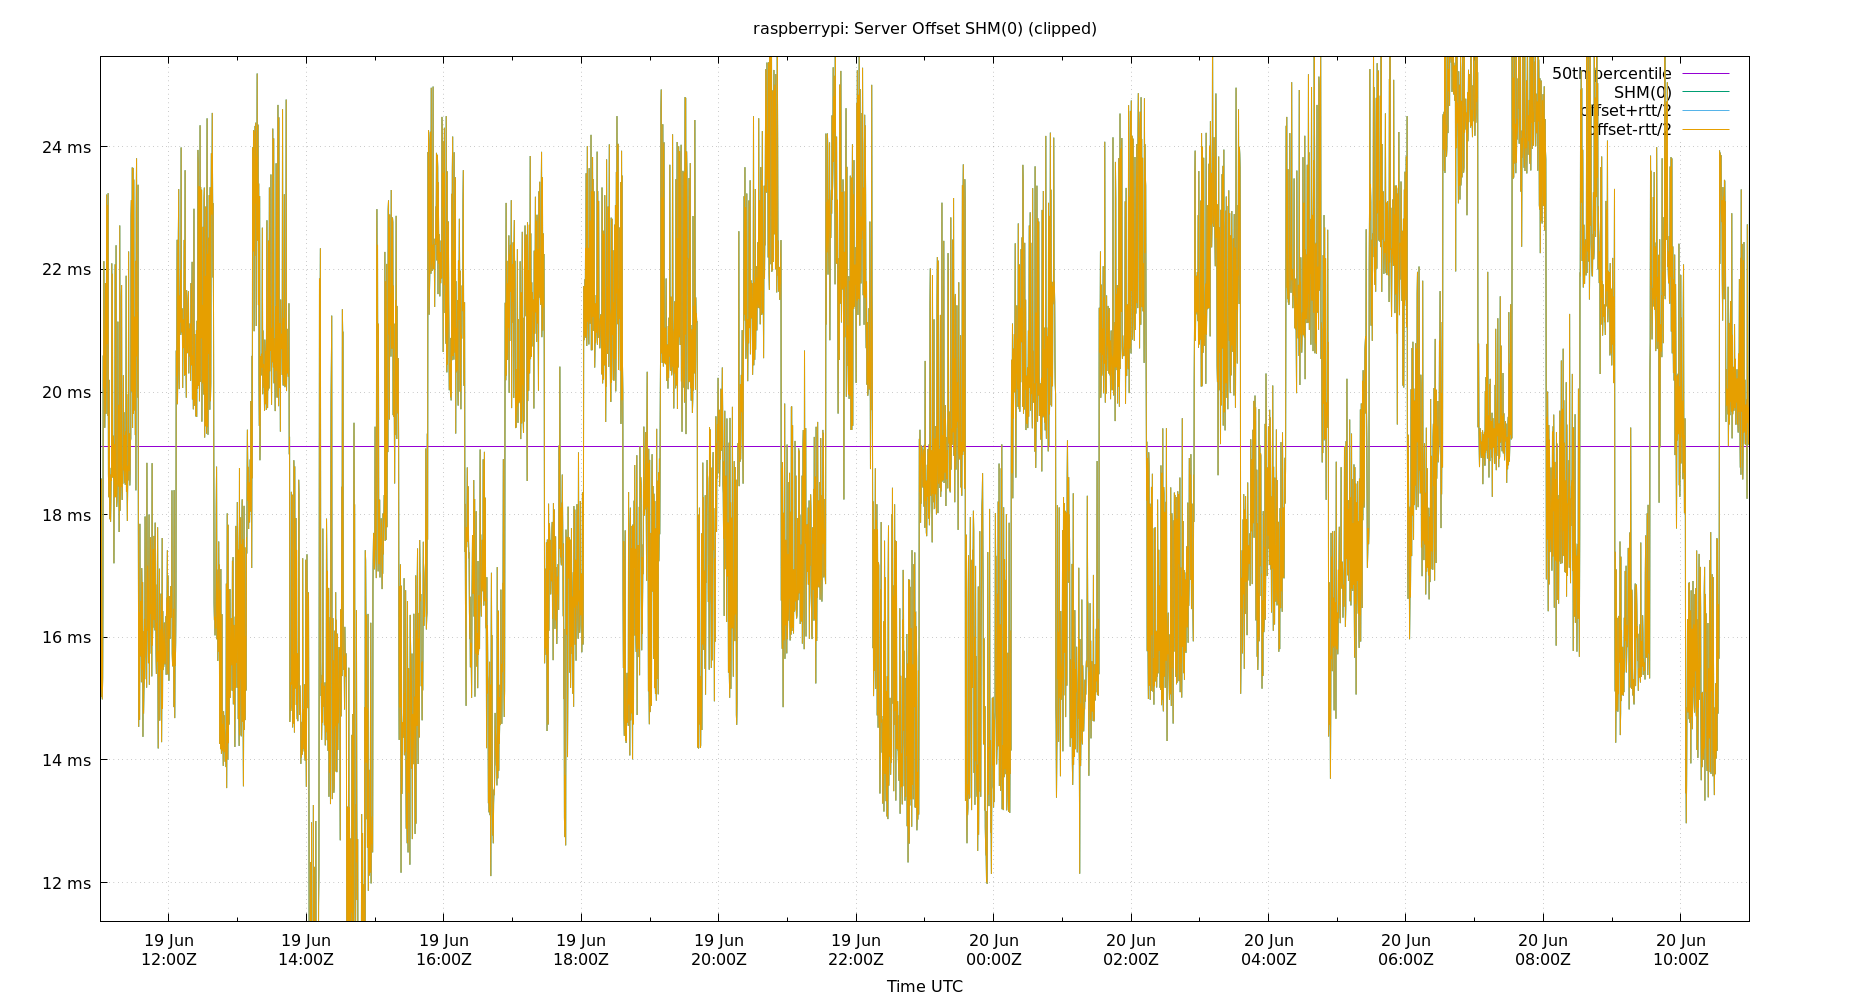 raspberrypi: Server Offset SHM(0) (clipped)
50th percentile
SHM(0)
offset+rtt/2
offset-rtt/2
24 ms
22 ms
20 ms
18 ms
16 ms
14 ms
12 ms
19 Jun 19 Jun 19 Jun 19 Jun 19 Jun 19 Jun 20 Jun 20 Jun 20 Jun 20 Jun 20 Jun 20 Jun
12:00Z 14:00Z 16:00Z 18:00Z 20:00Z 22:00Z 00:00Z 02:00Z 04:00Z 06:00Z 08:00Z 10:00Z
Time UTC